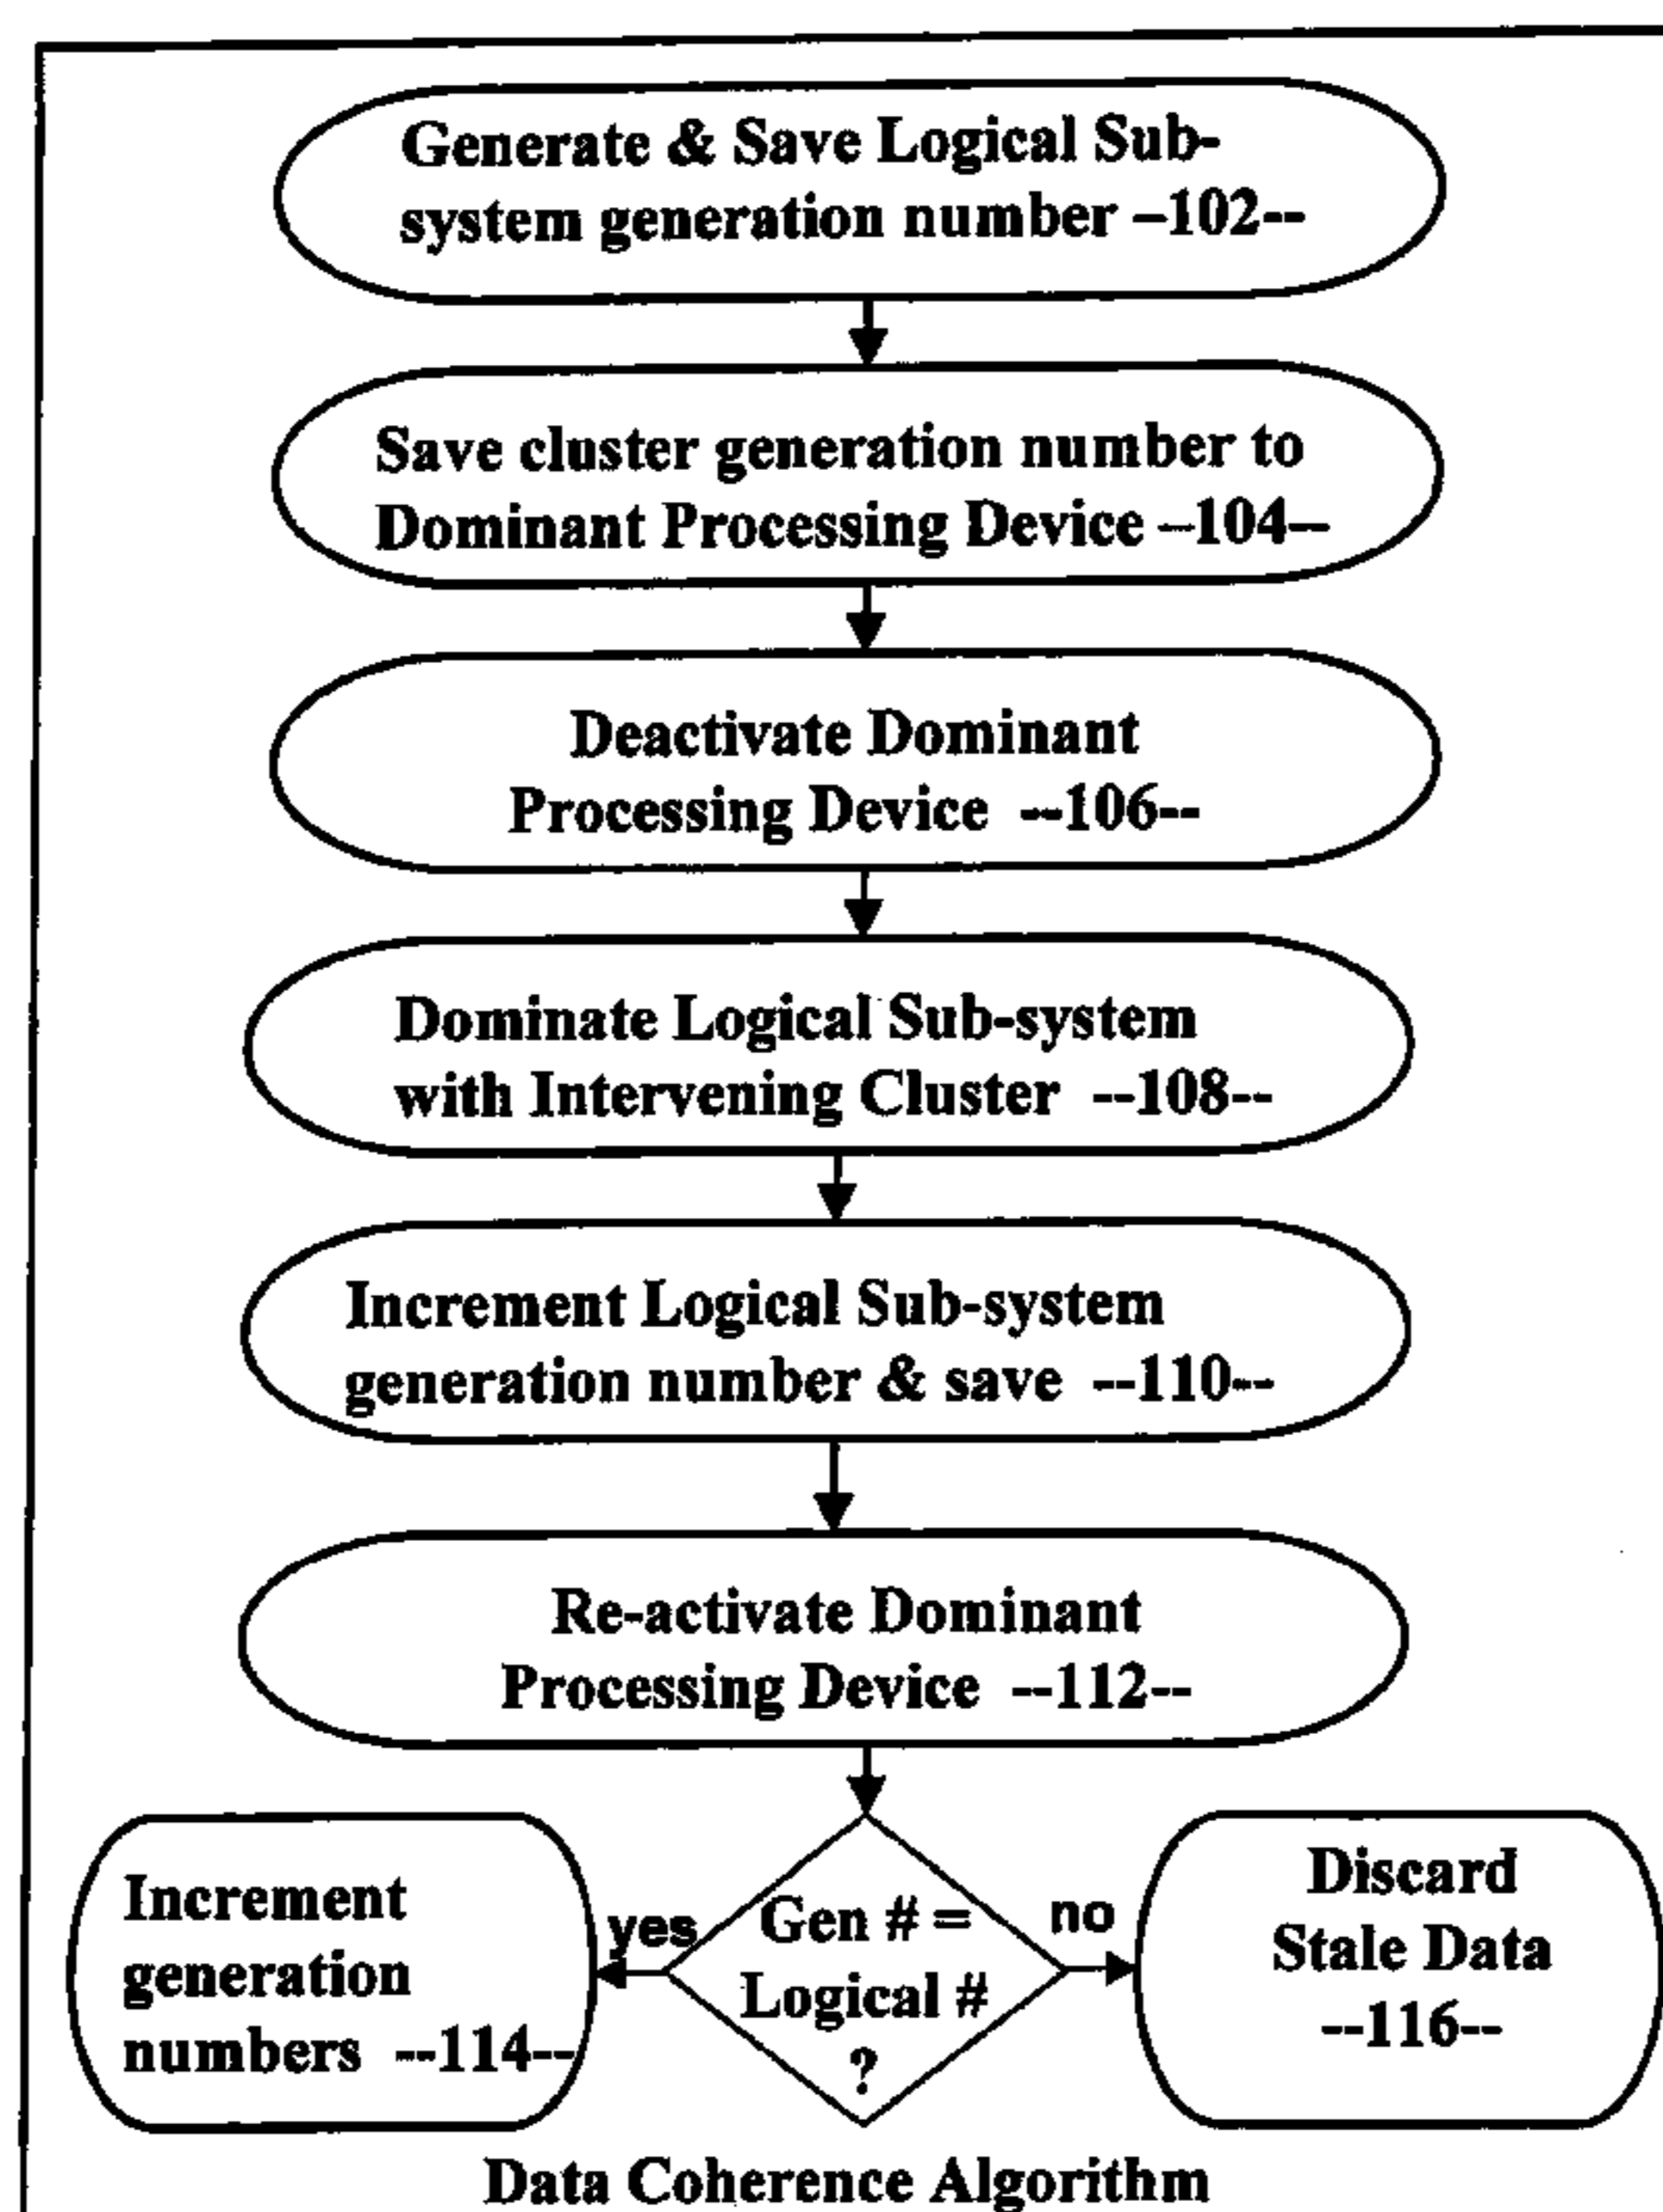 Generate & Save Logical Sub-
system generation number –102--
Save cluster generation number to
Dominant Processing Device –104--
Deactivate Dominant
Processing Device --106--
Dominate Logical Sub-system
with Intervening Cluster --108--
Increment Logical Sub-system
generation number & save --110--
Re-activate Dominant
Processing Device --112--
Increment
generation
numbers --114--
yes
Gen # =
Logical #
?
no
Discard
Stale Data
--116--
Data Coherence Algorithm